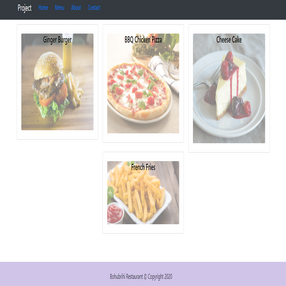 Project Home Menu About Contact
Ginger Burger
BBQ Chicken Pizza
Cheese Cake
French Fries
Bohubrihi Restaurant © Copyright 2020